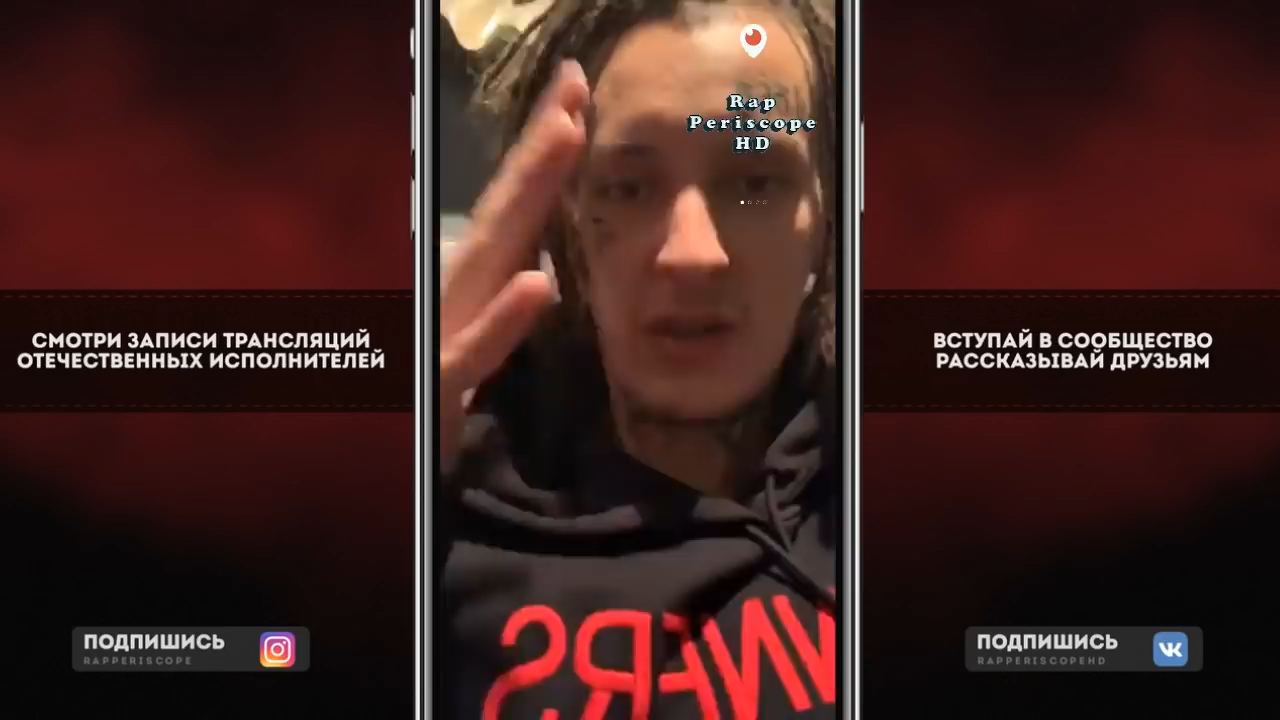 Rap
Periscope
HD
СМОТРИ ЗАПИСИ ТРАНСЛЯЦИЙ
ОТЕЧЕСТВЕННЫХ ИСПОЛНИТЕЛЕЙ
ВСТУПАЙ В СООБЩЕСТВО
РАССКАЗЫВАЙ ДРУЗЬЯМ
ПОДПИШИСЬ
RAPPERISCOPE
ПОДПИШИСЬ
RAPPERISCOPEHD